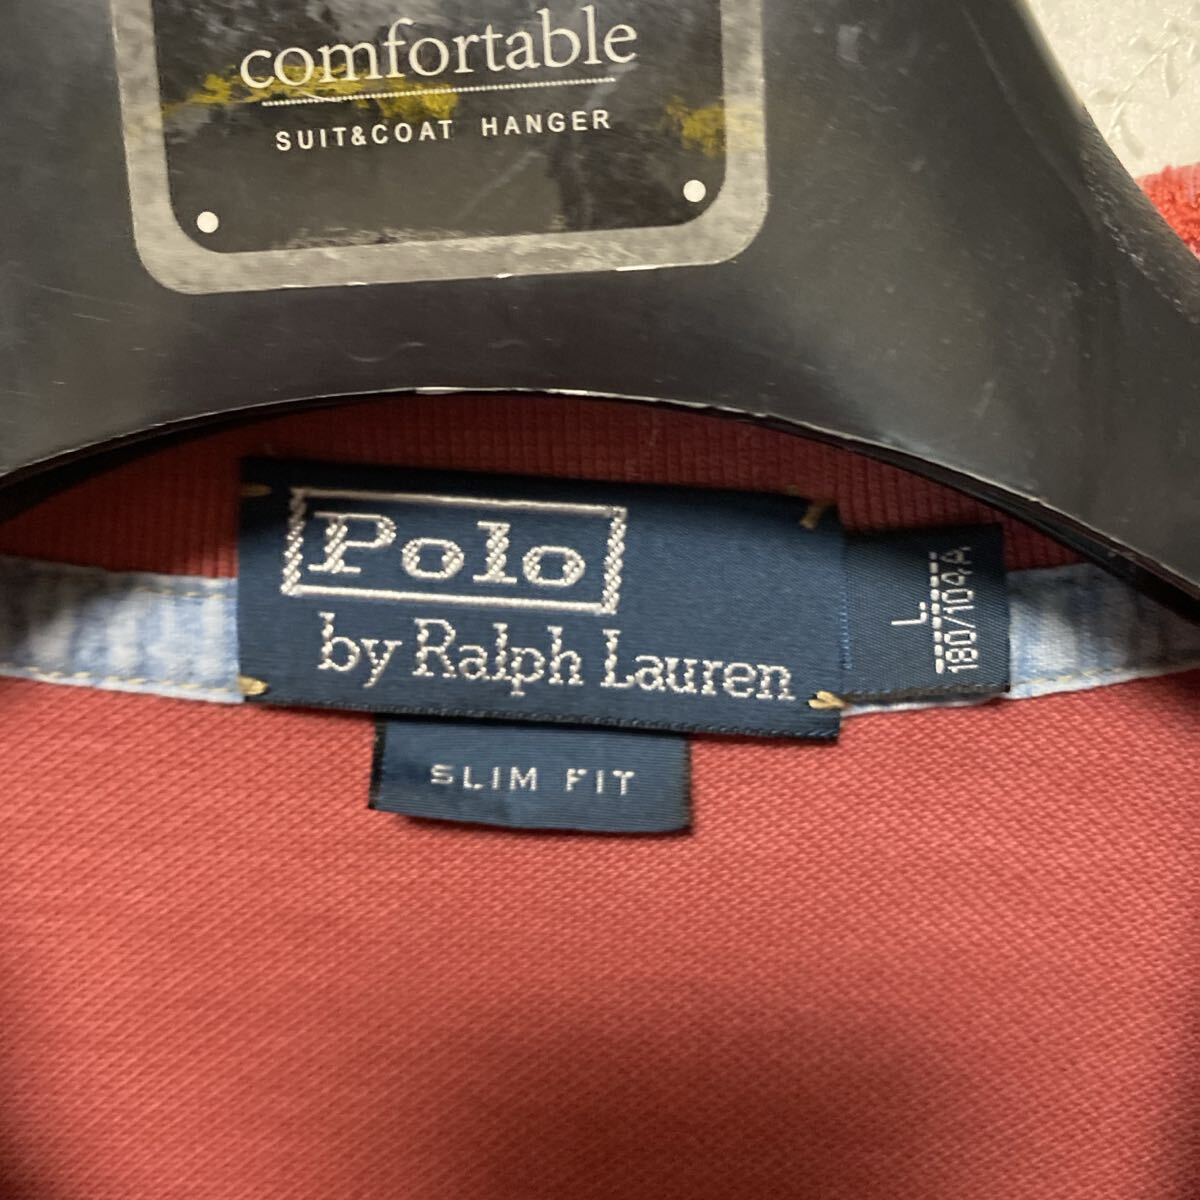 comfortable
SUIT&COAT HANGER
Polo
by Ralph Lauren
L
180/104A
SLIM FIT